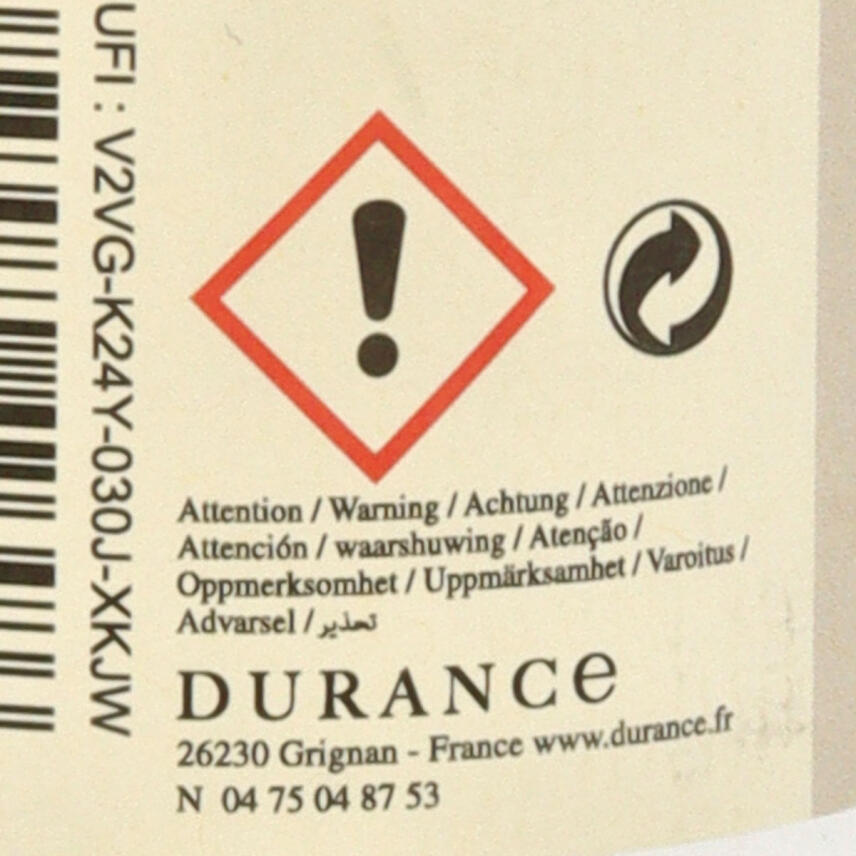 UFI : V2VG-K24Y-030J-XKJW
Attention / Warning / Achtung / Attenzione /
Attención / waarshuwing / Atenção /
Oppmerksomhet / Uppmärksamhet / Varoitus /
Advarsel / تحذير
DURANCe
26230 Grignan - France www.durance.fr
N 04 75 04 87 53